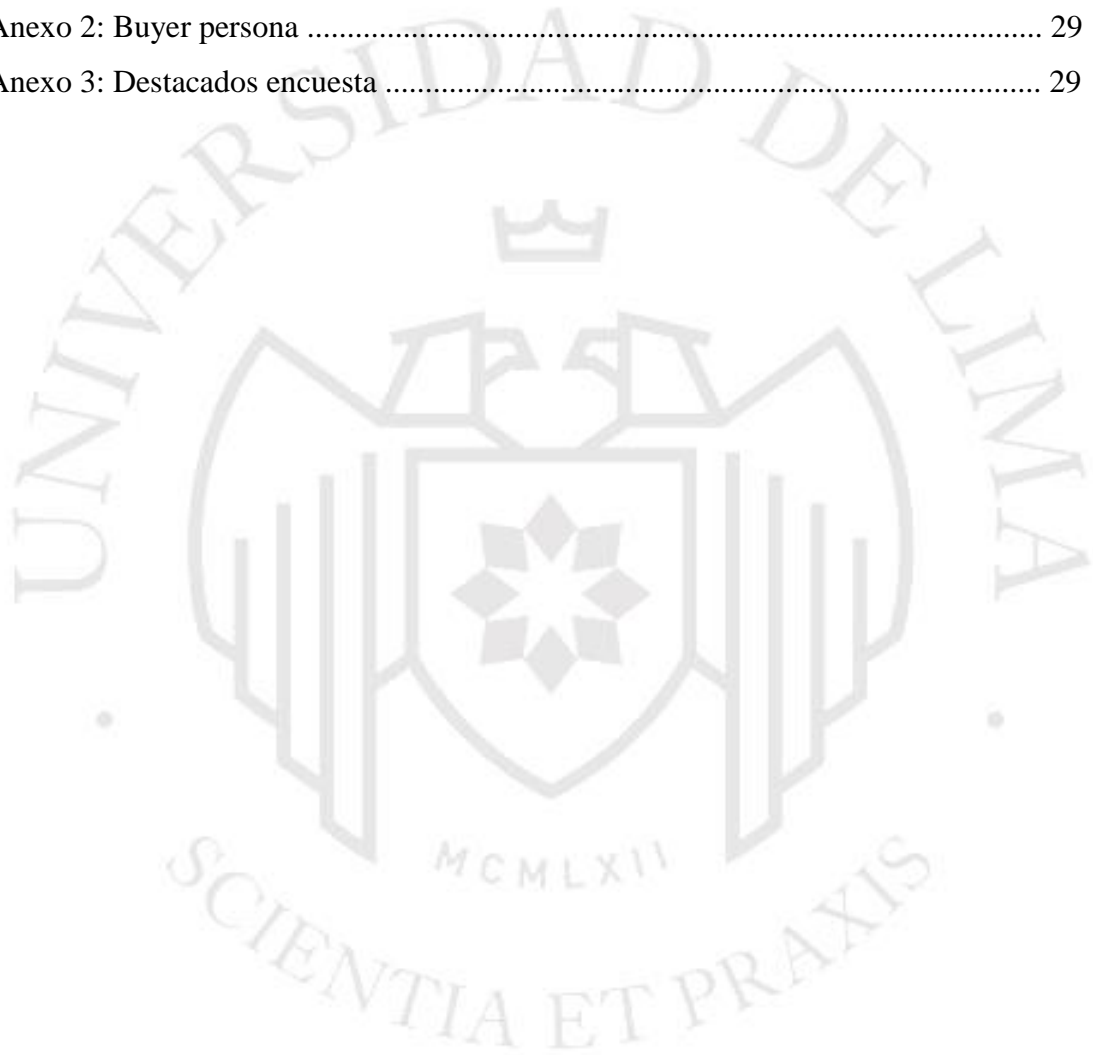 Anexo 2: Buyer persona ............................................................................... 29
Anexo 3: Destacados encuesta ...................................................................... 29
UNIVERSIDAD DE LIMA
MCMLXII
SCIENTIA ET PRAXIS